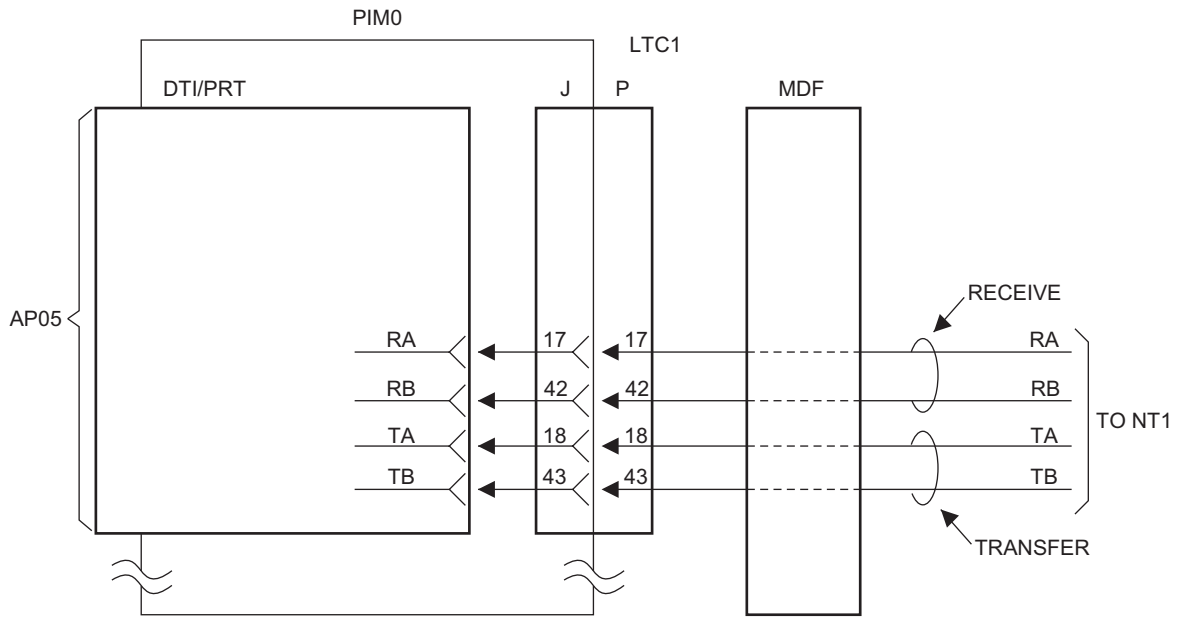 PIM0
LTC1
DTI/PRT
J
P
MDF
RECEIVE
AP05
RA
17
17
RA
RB
42
42
RB
TO NT1
TA
18
18
TA
TB
43
43
TB
TRANSFER